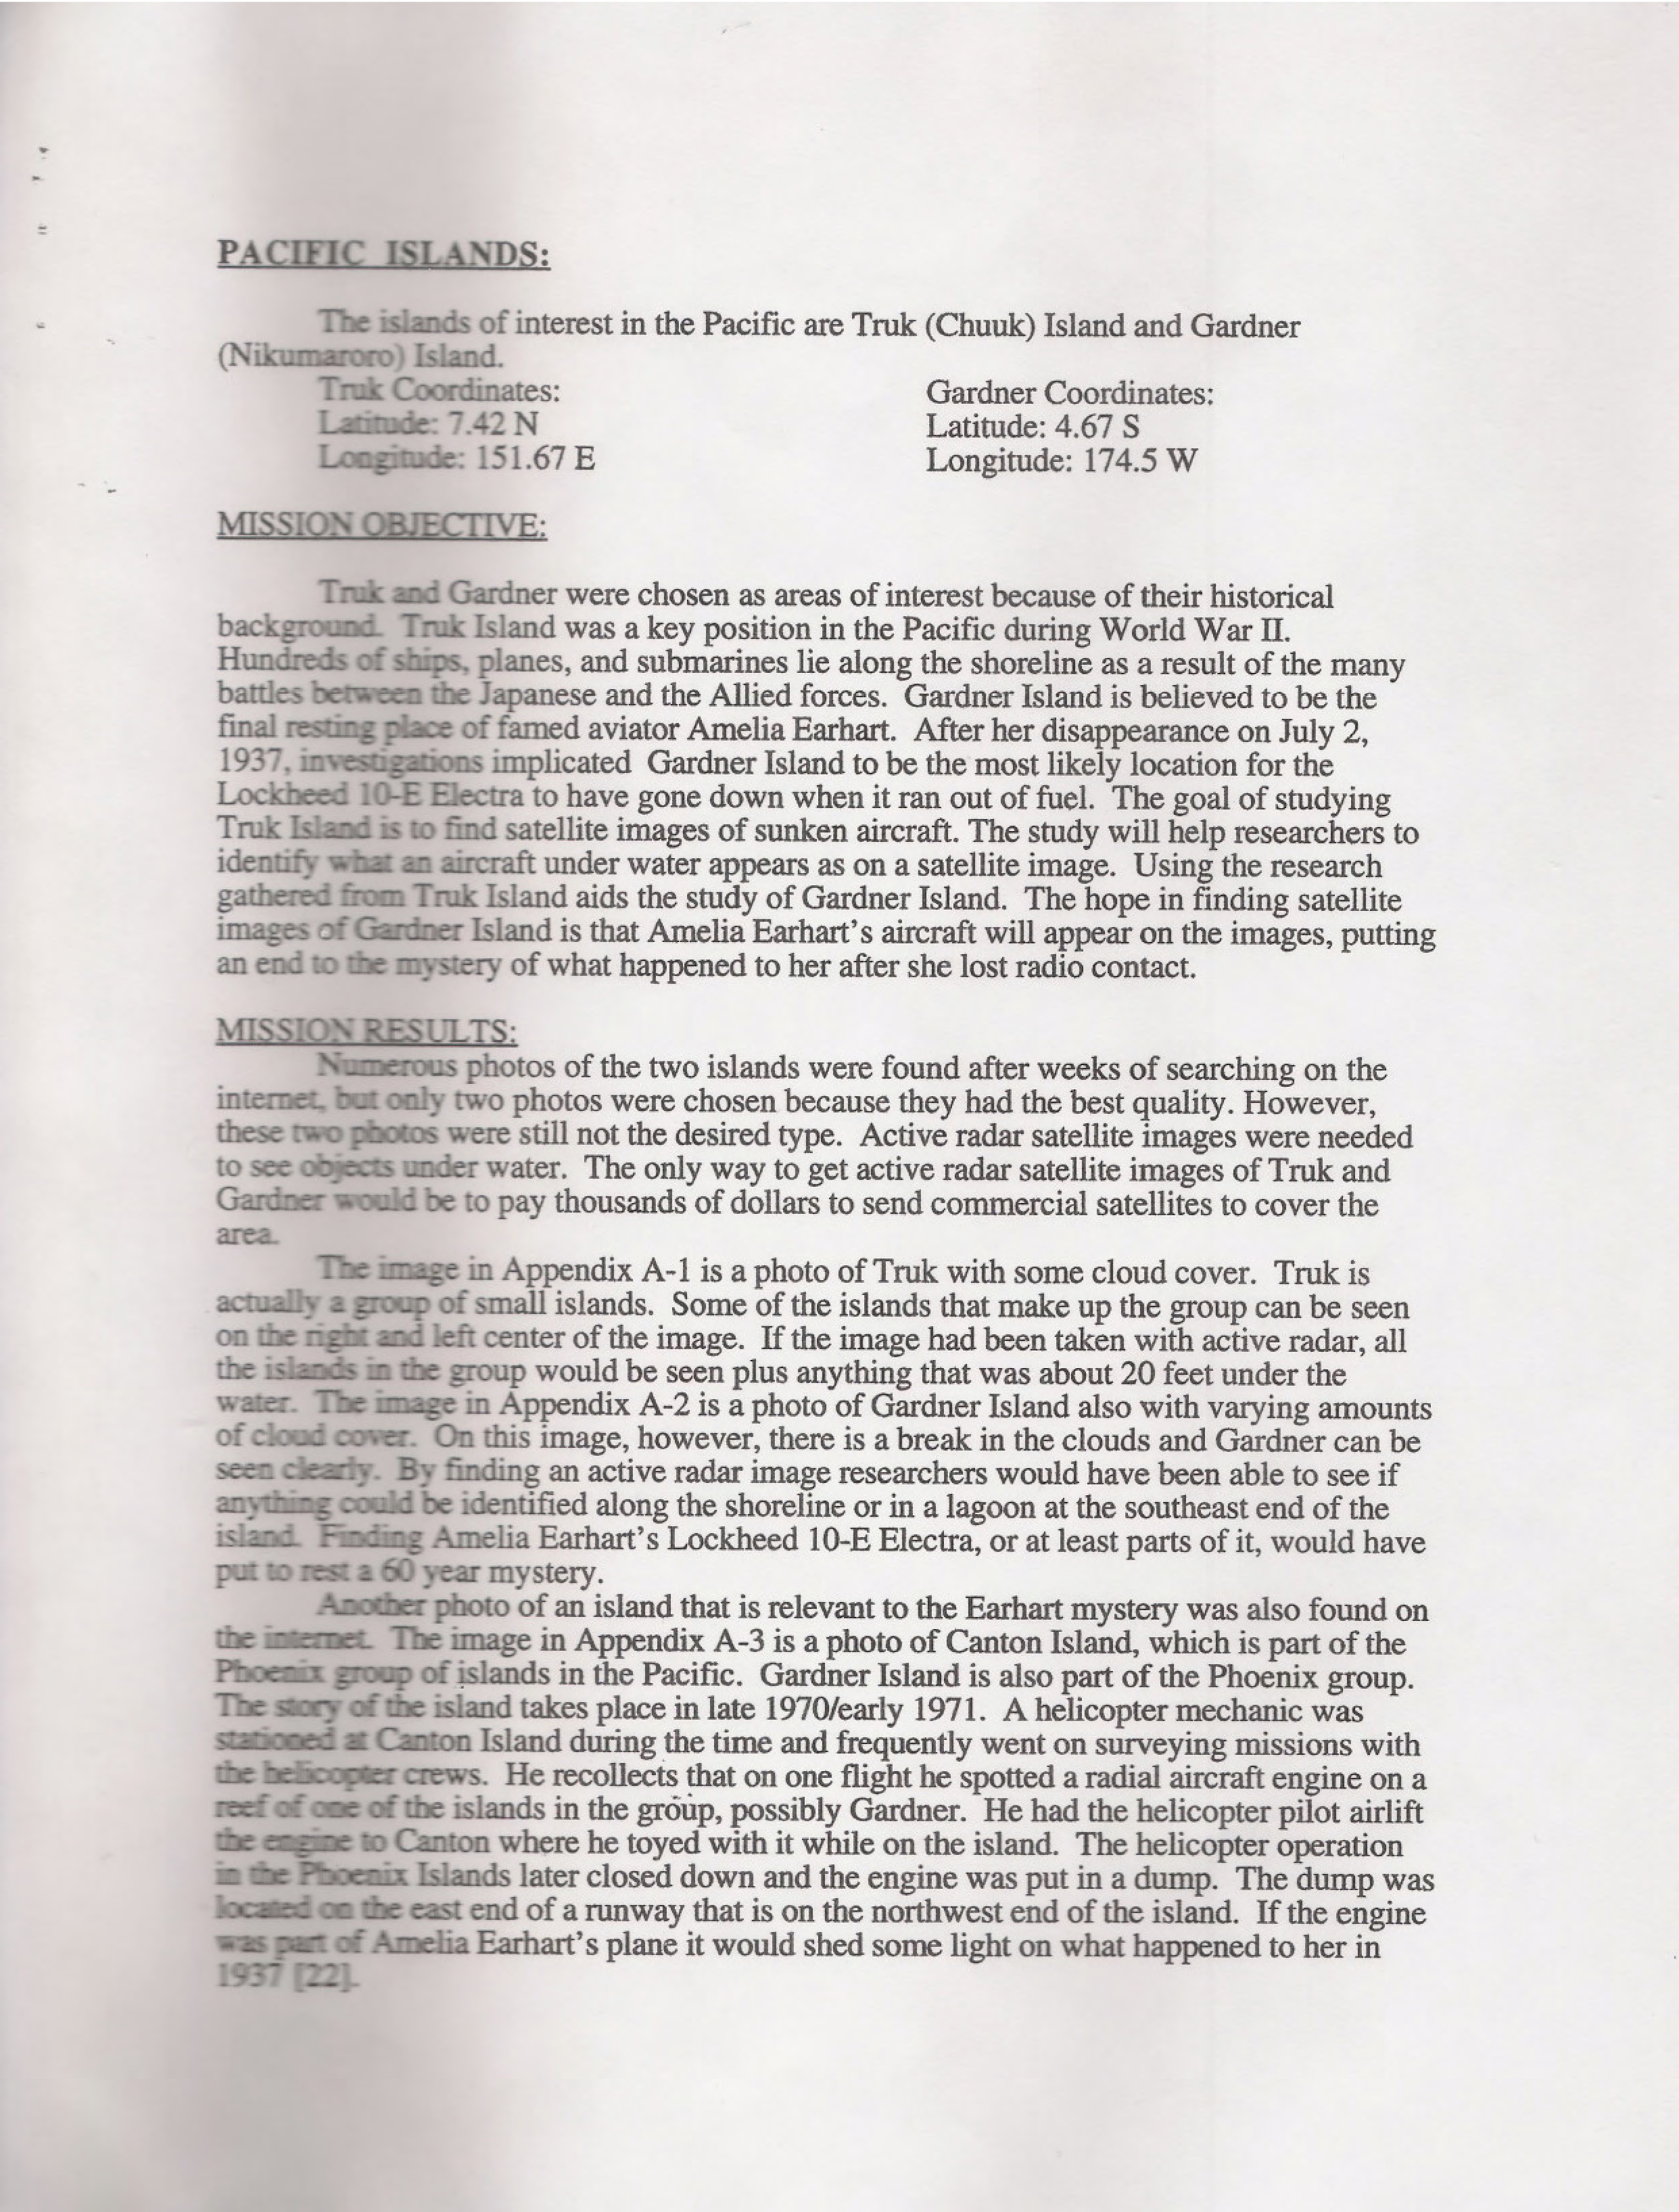 PACIFIC ISLANDS:
The islands of interest in the Pacific are Truk (Chuuk) Island and Gardner
(Nikumaroro) Island.
Truk Coordinates:
Latitude: 7.42 N
Longitude: 151.67 E
Gardner Coordinates:
Latitude: 4.67 S
Longitude: 174.5 W
MISSION OBJECTIVE:
Truk and Gardner were chosen as areas of interest because of their historical
background. Truk Island was a key position in the Pacific during World War II.
Hundreds of ships, planes, and submarines lie along the shoreline as a result of the many
battles between the Japanese and the Allied forces. Gardner Island is believed to be the
final resting place of famed aviator Amelia Earhart. After her disappearance on July 2,
1937, investigations implicated Gardner Island to be the most likely location for the
Lockheed 10-E Electra to have gone down when it ran out of fuel. The goal of studying
Truk Island is to find satellite images of sunken aircraft. The study will help researchers to
identify what an aircraft under water appears as on a satellite image. Using the research
gathered from Truk Island aids the study of Gardner Island. The hope in finding satellite
images of Gardner Island is that Amelia Earhart's aircraft will appear on the images, putting
an end to the mystery of what happened to her after she lost radio contact.
MISSION RESULTS:
Numerous photos of the two islands were found after weeks of searching on the
internet, but only two photos were chosen because they had the best quality. However,
these two photos were still not the desired type. Active radar satellite images were needed
to see objects under water. The only way to get active radar satellite images of Truk and
Gardner would be to pay thousands of dollars to send commercial satellites to cover the
area.
The image in Appendix A-1 is a photo of Truk with some cloud cover. Truk is
actually a group of small islands. Some of the islands that make up the group can be seen
on the right and left center of the image. If the image had been taken with active radar, all
the islands in the group would be seen plus anything that was about 20 feet under the
water. The image in Appendix A-2 is a photo of Gardner Island also with varying amounts
of cloud cover. On this image, however, there is a break in the clouds and Gardner can be
seen clearly. By finding an active radar image researchers would have been able to see if
anything could be identified along the shoreline or in a lagoon at the southeast end of the
island. Finding Amelia Earhart's Lockheed 10-E Electra, or at least parts of it, would have
put to rest a 60 year mystery.
Another photo of an island that is relevant to the Earhart mystery was also found on
the internet. The image in Appendix A-3 is a photo of Canton Island, which is part of the
Phoenix group of islands in the Pacific. Gardner Island is also part of the Phoenix group.
The story of the island takes place in late 1970/early 1971. A helicopter mechanic was
stationed at Canton Island during the time and frequently went on surveying missions with
the helicopter crews. He recollects that on one flight he spotted a radial aircraft engine on a
reef of one of the islands in the group, possibly Gardner. He had the helicopter pilot airlift
the engine to Canton where he toyed with it while on the island. The helicopter operation
in the Phoenix Islands later closed down and the engine was put in a dump. The dump was
located on the east end of a runway that is on the northwest end of the island. If the engine
was part of Amelia Earhart's plane it would shed some light on what happened to her in
1937 [22].